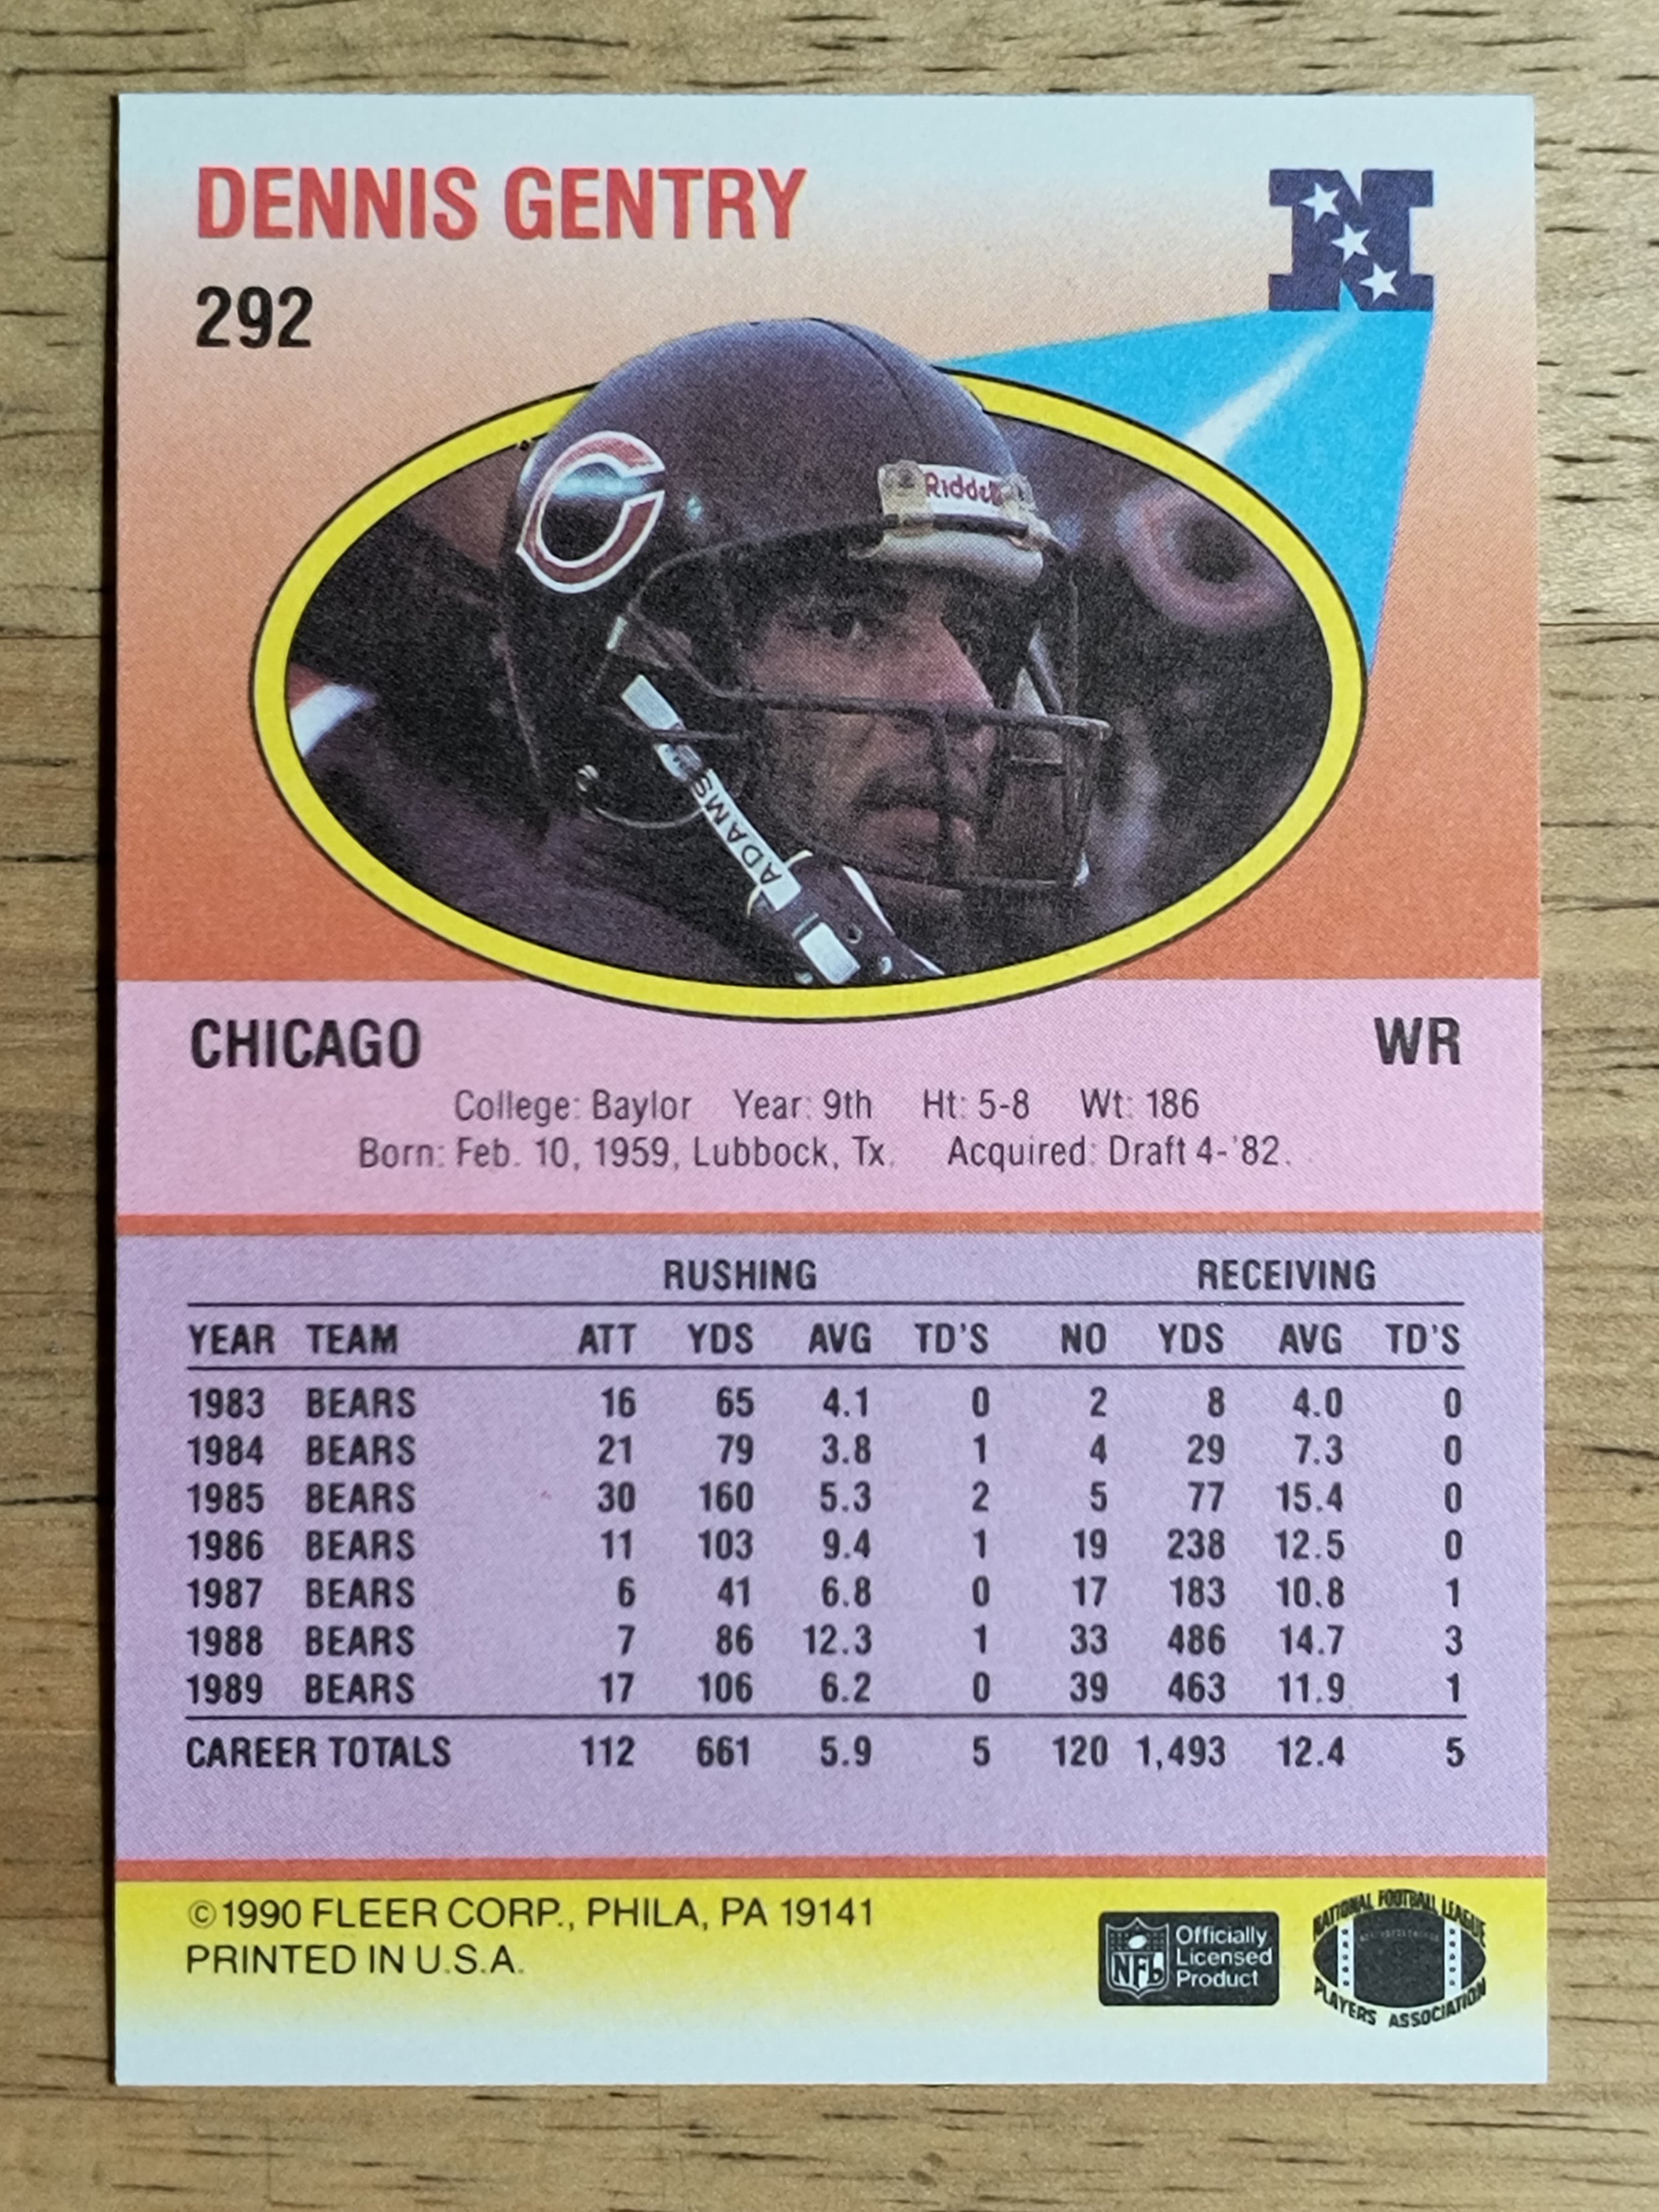 DENNIS GENTRY
292
N
Riddell
ADAMS
CHICAGO WR
College: Baylor Year: 9th Ht: 5-8 Wt: 186
Born: Feb. 10, 1959, Lubbock, Tx. Acquired: Draft 4-'82.
RUSHING RECEIVING
YEAR TEAM ATT YDS AVG TD'S NO YDS AVG TD'S
1983 BEARS 16 65 4.1 0 2 8 4.0 0
1984 BEARS 21 79 3.8 1 4 29 7.3 0
1985 BEARS 30 160 5.3 2 5 77 15.4 0
1986 BEARS 11 103 9.4 1 19 238 12.5 0
1987 BEARS 6 41 6.8 0 17 183 10.8 1
1988 BEARS 7 86 12.3 1 33 486 14.7 3
1989 BEARS 17 106 6.2 0 39 463 11.9 1
CAREER TOTALS 112 661 5.9 5 120 1,493 12.4 5
©1990 FLEER CORP., PHILA, PA 19141
PRINTED IN U.S.A.
NFL
Officially
Licensed
Product
NATIONAL FOOTBALL LEAGUE
PLAYERS ASSOCIATION